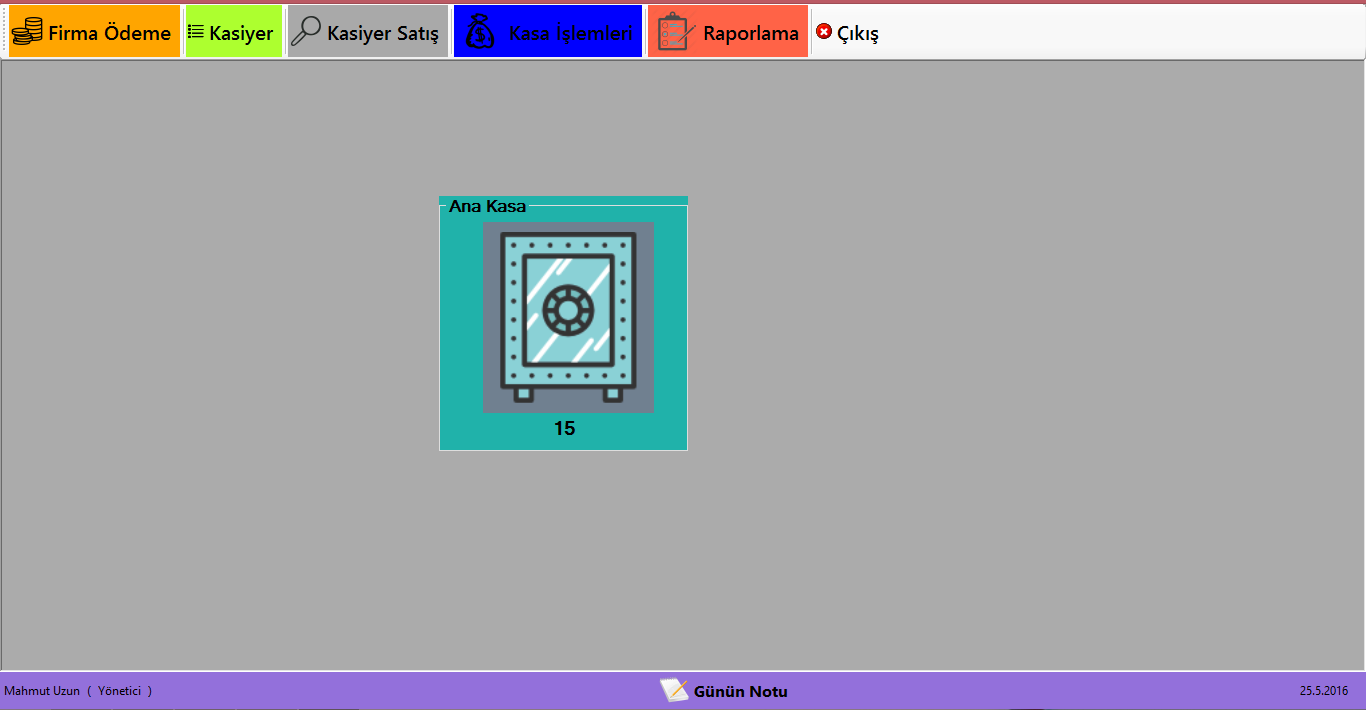 Firma Ödeme Kasiyer Kasiyer Satış Kasa İşlemleri Raporlama Çıkış
Ana Kasa
15
Mahmut Uzun ( Yönetici ) Günün Notu 25.5.2016